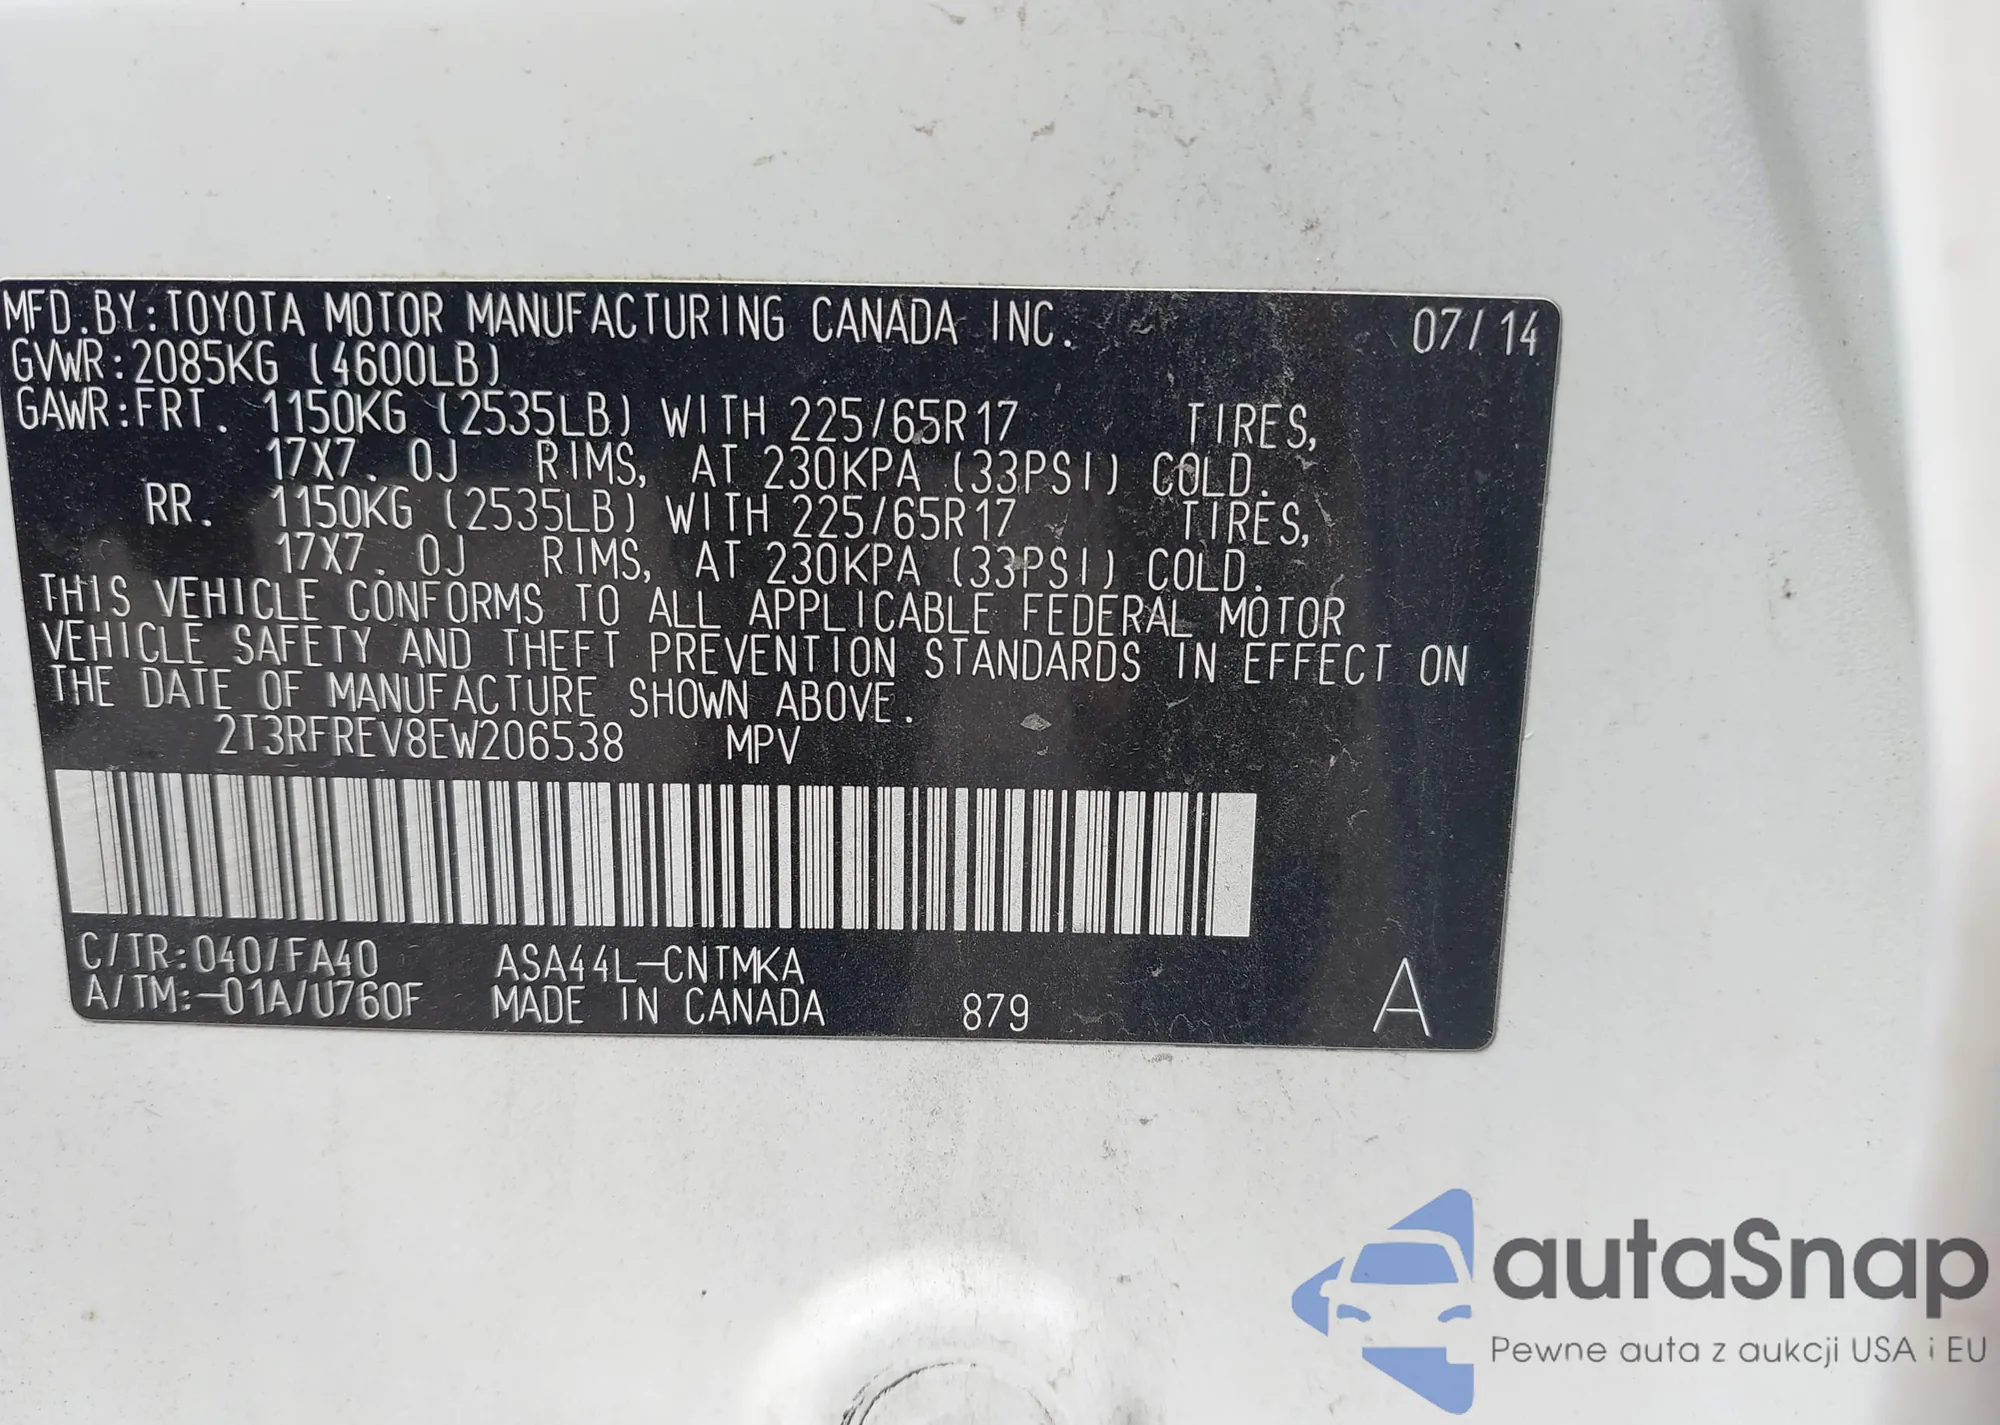 MFD.BY:TOYOTA MOTOR MANUFACTURING CANADA INC. 07/14
GVWR:2085KG (4600LB)
GAWR:FRT. 1150KG (2535LB) WITH 225/65R17 TIRES,
17X7. 0J RIMS, AT 230KPA (33PSI) COLD.
RR. 1150KG (2535LB) WITH 225/65R17 TIRES,
17X7. 0J RIMS, AT 230KPA (33PSI) COLD.
THIS VEHICLE CONFORMS TO ALL APPLICABLE FEDERAL MOTOR
VEHICLE SAFETY AND THEFT PREVENTION STANDARDS IN EFFECT ON
THE DATE OF MANUFACTURE SHOWN ABOVE.
2T3RFREV8EW206538 MPV
C/TR:040/FA40 ASA44L-CNTMKA
A/TM:-01A/U760F MADE IN CANADA 879 A
autaSnap
Pewne auta z aukcji USA i EU